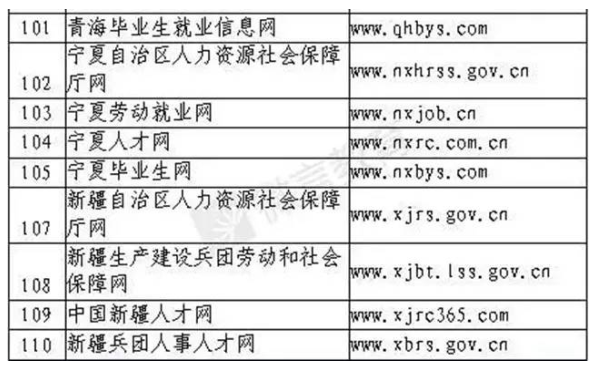 101 青海毕业生就业信息网 www.qhbys.com
宁夏自治区人力资源社会保障
102 厅网 www.nxhrss.gov.cn
103 宁夏劳动就业网 www.nxjob.cn
104 宁夏人才网 www.nxrc.com.cn
105 宁夏毕业生网 www.nxbys.com
新疆自治区人力资源社会保障
107 厅网 www.xjrs.gov.cn
新疆生产建设兵团劳动和社会
108 保障网 www.xjbt.lss.gov.cn
109 中国新疆人才网 www.xjrc365.com
110 新疆兵团人事人才网 www.xbrs.gov.cn
微言教育